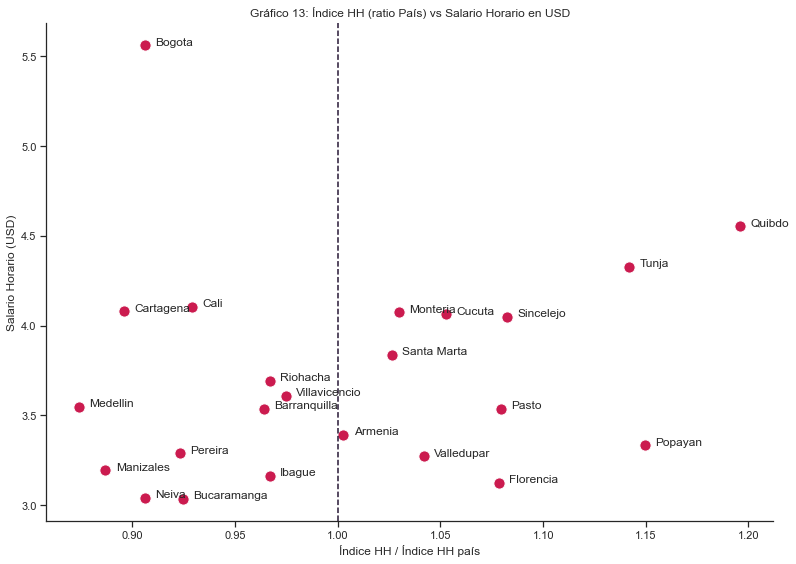 Gráfico 13: Índice HH (ratio País) vs Salario Horario en USD
Bogota
5.5
5.0
4.5
4.0
3.5
3.0
Salario Horario (USD)
Quibdo
Tunja
Cartagena
Cali
Monteria
Cucuta
Sincelejo
Santa Marta
Riohacha
Villavicencio
Medellin
Barranquilla
Pasto
Armenia
Popayan
Pereira
Valledupar
Manizales
Ibague
Florencia
Neiva
Bucaramanga
0.90
0.95
1.00
1.05
1.10
1.15
1.20
Índice HH / Índice HH país